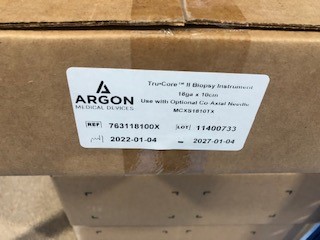 Tru-Core™ II Biopsy Instrument
18ga x 10cm
Use with Optional Co-Axial Needle
MCXS1810TX
ARGON
MEDICAL DEVICES
REF 763118100X
LOT 11400733
2022-01-04
2027-01-04